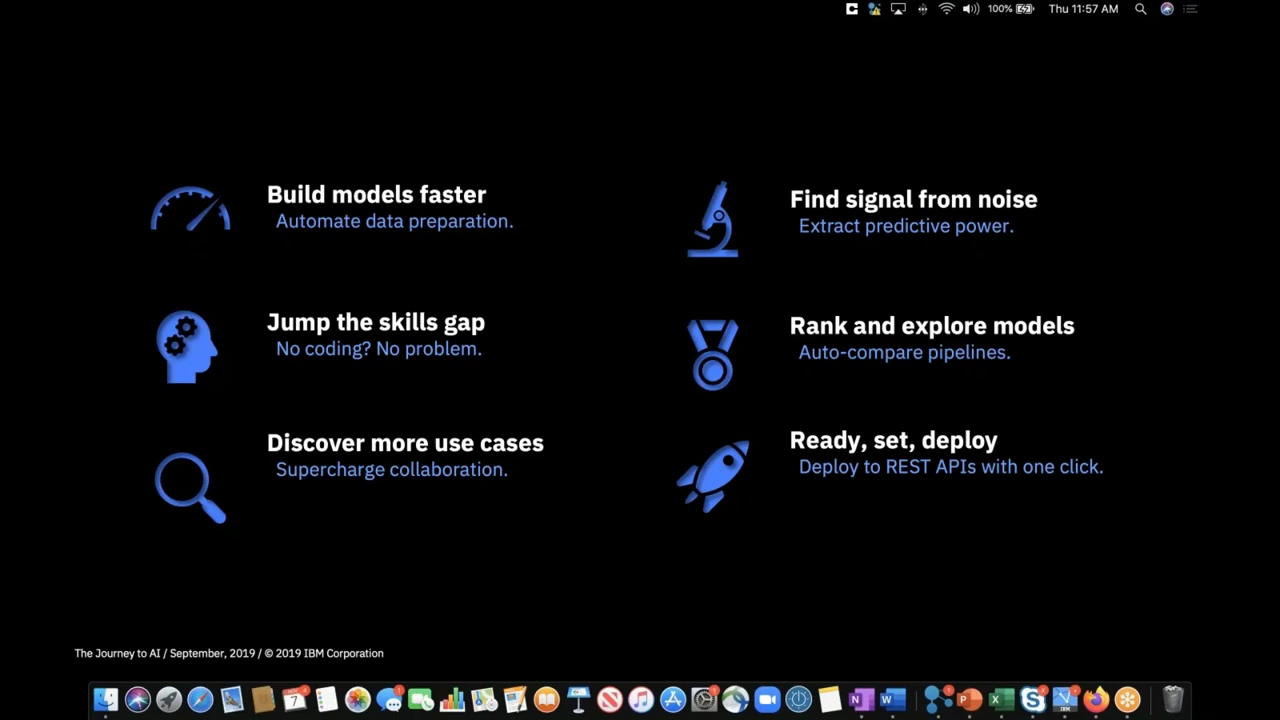 100%
Thu 11:57 AM
Build models faster
Automate data preparation.
Find signal from noise
Extract predictive power.
Jump the skills gap
No coding? No problem.
Rank and explore models
Auto-compare pipelines.
Discover more use cases
Supercharge collaboration.
Ready, set, deploy
Deploy to REST APIs with one click.
The Journey to AI / September, 2019 / © 2019 IBM Corporation
7